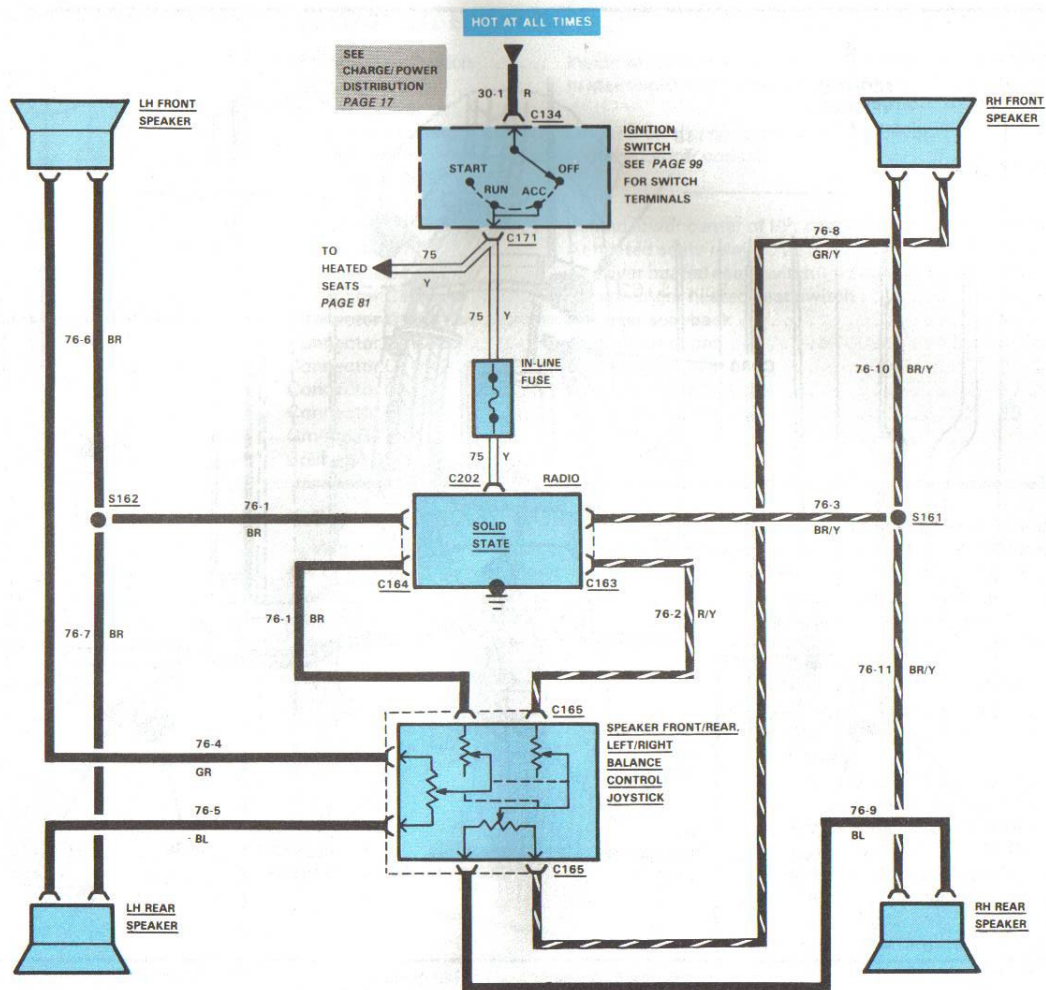 HOT AT ALL TIMES
SEE
CHARGE/POWER
DISTRIBUTION
PAGE 17
30-1 R
C134
LH FRONT
SPEAKER
RH FRONT
SPEAKER
IGNITION
SWITCH
SEE PAGE 99
FOR SWITCH
TERMINALS
START
OFF
RUN
ACC
C171
TO
HEATED
SEATS
PAGE 81
75
Y
76-8
GR/Y
75 Y
76-6 BR
IN-LINE
FUSE
76-10 BR/Y
75 Y
C202
RADIO
S162
76-1
BR
SOLID
STATE
76-3
BR/Y
S161
C164
C163
76-1 BR
76-2 R/Y
76-7 BR
76-11 BR/Y
C165
SPEAKER FRONT/REAR.
LEFT/RIGHT
BALANCE
CONTROL
JOYSTICK
76-4
GR
76-5
BL
76-9
BL
C165
LH REAR
SPEAKER
RH REAR
SPEAKER